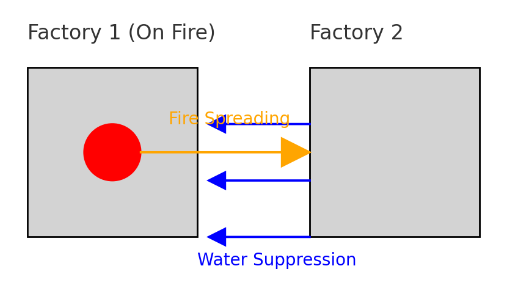 Factory 1 (On Fire)
Factory 2
Fire Spreading
Water Suppression